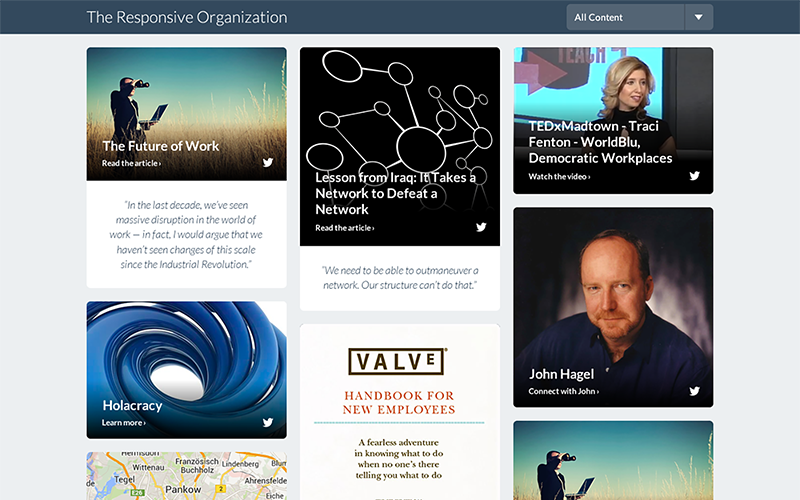 The Responsive Organization
All Content
The Future of Work
Read the article ›
“In the last decade, we’ve seen
massive disruption in the world of
work — in fact, I would argue that we
haven’t seen changes of this scale
since the Industrial Revolution.”
Holacracy
Learn more ›
Hennigsdorf
Französisch
Buchholz
Lindenberg
Wittenau
Ahrensfelde
Tegel
E26
Pankow
2
Eiche
Lesson from Iraq: It Takes a
Network to Defeat a
Network
Read the article ›
“We need to be able to outmaneuver a
network. Our structure can’t do that.”
VALVE
HANDBOOK FOR
NEW EMPLOYEES
A fearless adventure
in knowing what to do
when no one’s there
telling you what to do
TEACH
TEDxMadtown - Traci
Fenton - WorldBlu,
Democratic Workplaces
Watch the video ›
John Hagel
Connect with John ›